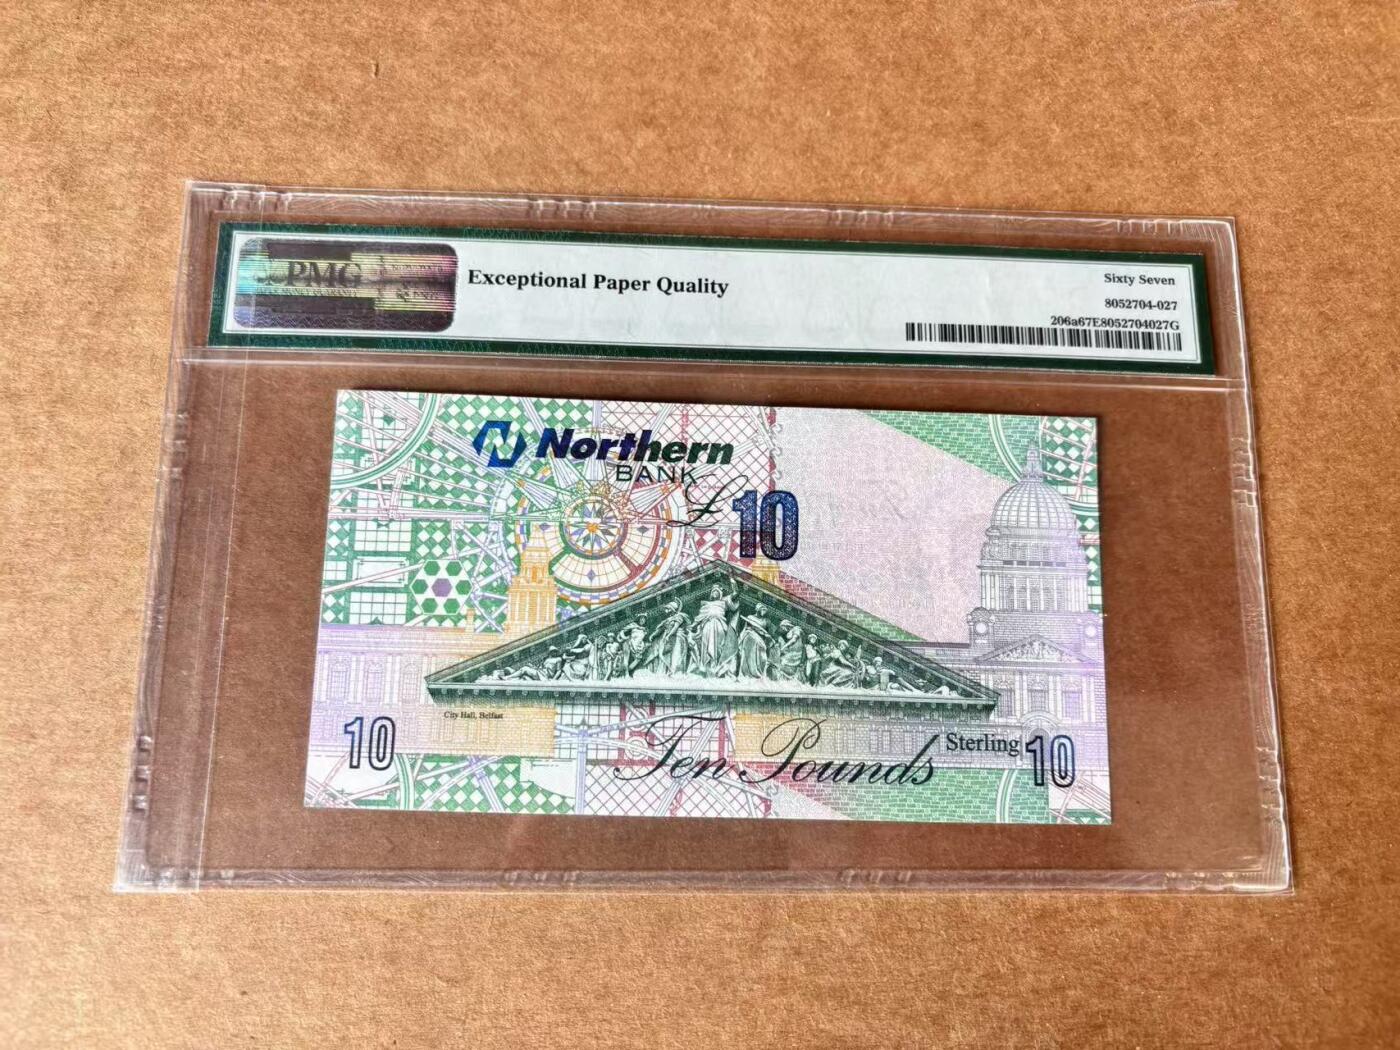 PMG
Exceptional Paper Quality
Sixty Seven
8052704-027
206a67E8052704027G
Northern
BANK
£10
City Hall, Belfast
10
Ten Pounds
Sterling
10